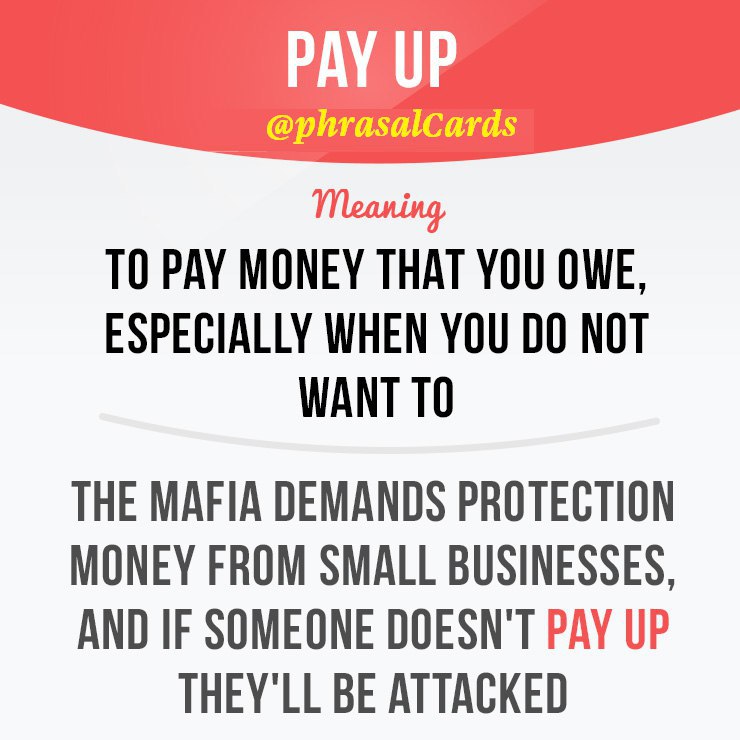 PAY UP
@phrasalCards
Meaning
TO PAY MONEY THAT YOU OWE,
ESPECIALLY WHEN YOU DO NOT
WANT TO
THE MAFIA DEMANDS PROTECTION
MONEY FROM SMALL BUSINESSES,
AND IF SOMEONE DOESN'T PAY UP
THEY'LL BE ATTACKED